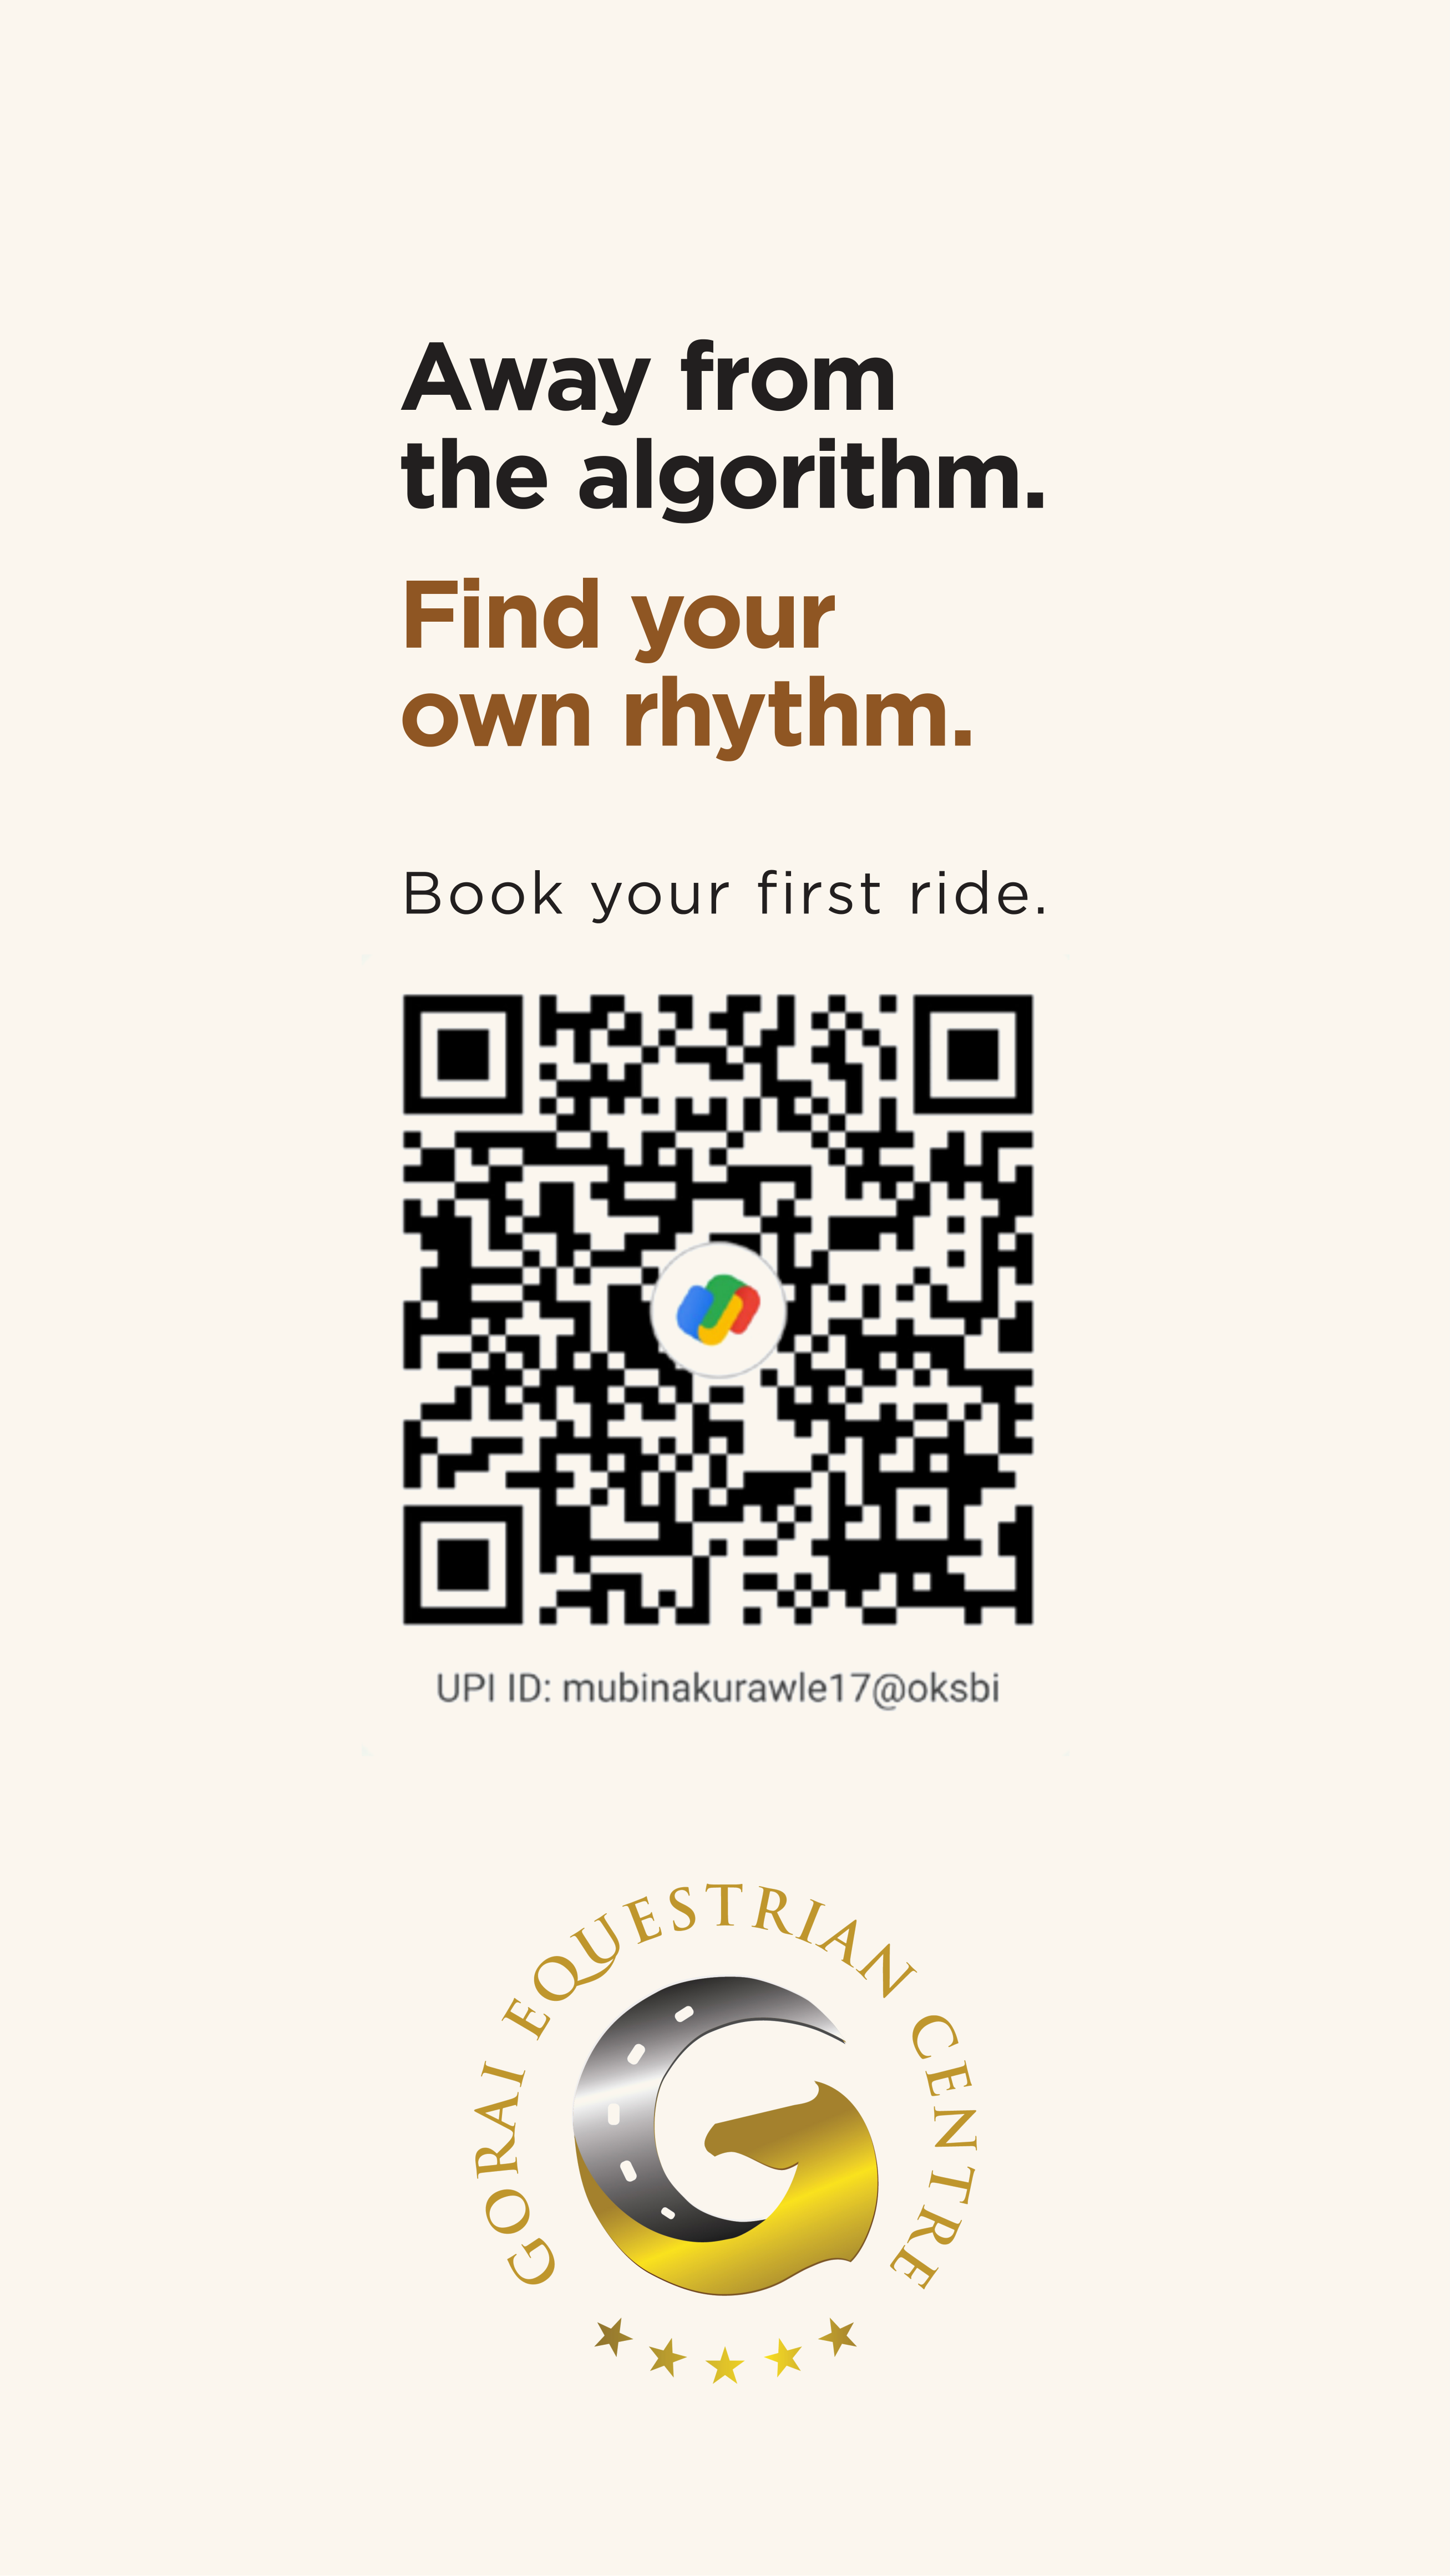 Away from
the algorithm.
Find your
own rhythm.
Book your first ride.
UPI ID: mubinakurawle17@oksbi
GORAI EQUESTRIAN CENTRE